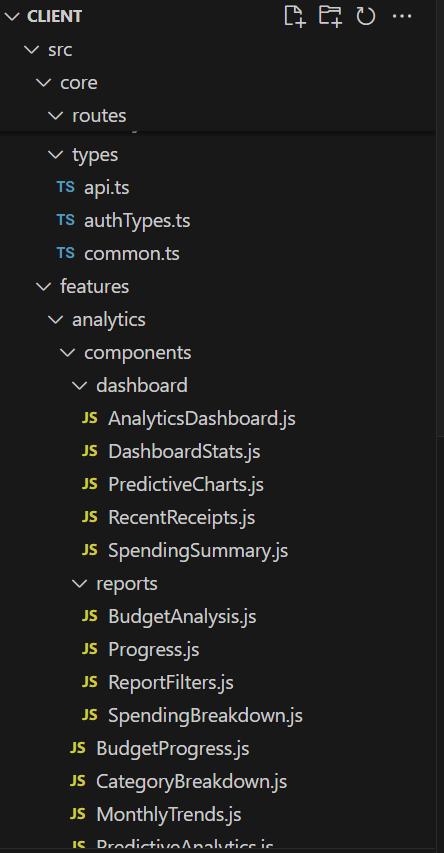 CLIENT
src
core
routes
types
TS api.ts
TS authTypes.ts
TS common.ts
features
analytics
components
dashboard
JS AnalyticsDashboard.js
JS DashboardStats.js
JS PredictiveCharts.js
JS RecentReceipts.js
JS SpendingSummary.js
reports
JS BudgetAnalysis.js
JS Progress.js
JS ReportFilters.js
JS SpendingBreakdown.js
JS BudgetProgress.js
JS CategoryBreakdown.js
JS MonthlyTrends.js
JS PredictiveAnalytics.js